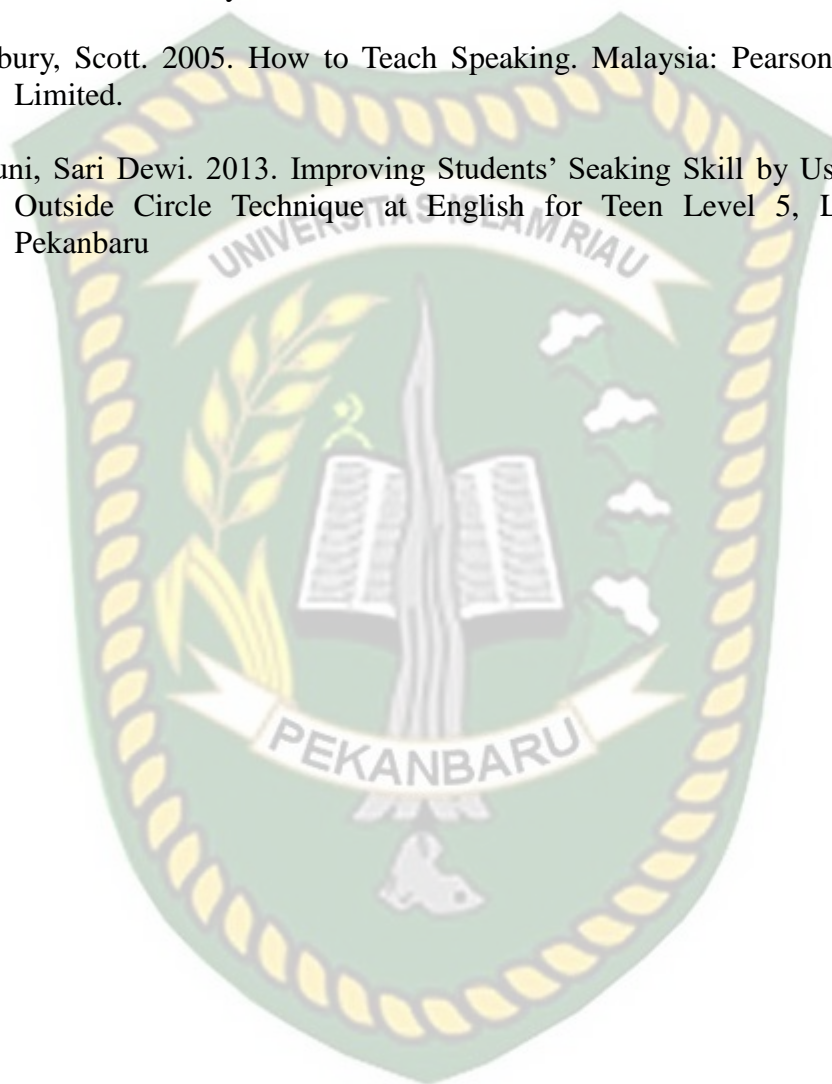 bury, Scott. 2005. How to Teach Speaking. Malaysia: Pearson
Limited.
uni, Sari Dewi. 2013. Improving Students’ Seaking Skill by Us
Outside Circle Technique at English for Teen Level 5, L
Pekanbaru
UNIVERSITAS ISLAM RIAU
PEKANBARU